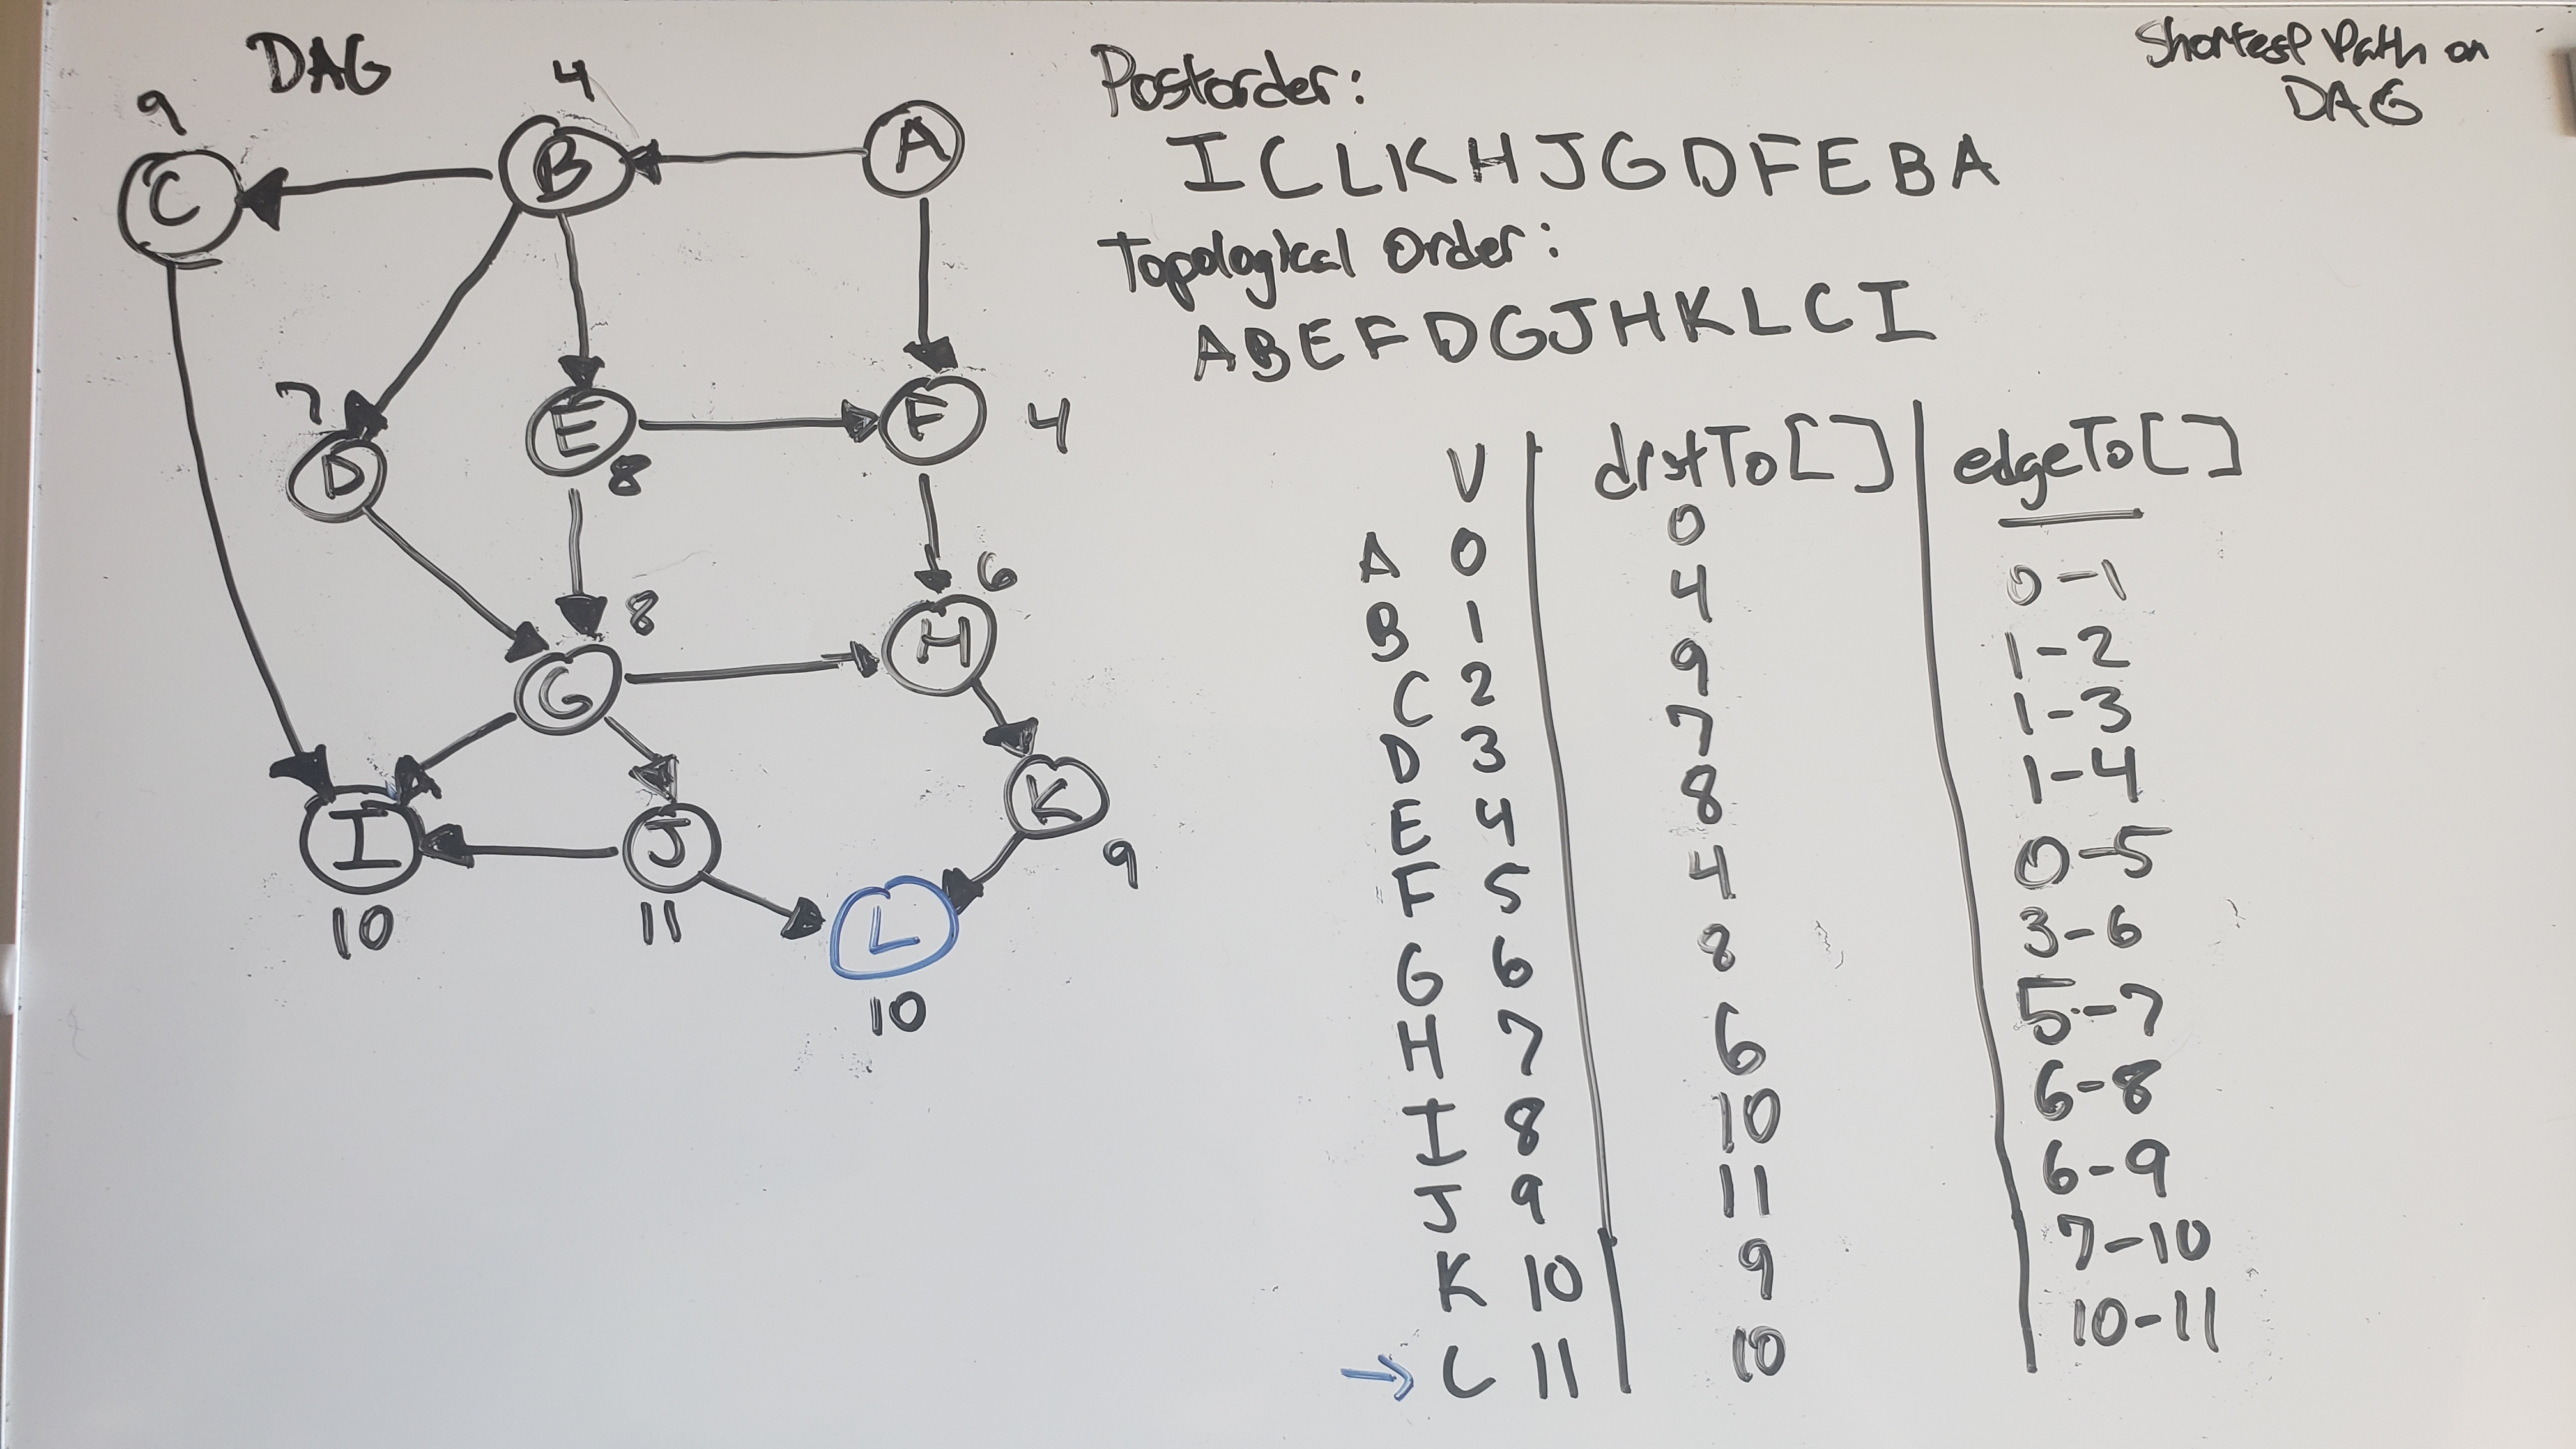 DAG
9
4
C
B
A
7
D
E
8
F
4
8
G
6
H
I
10
J
11
K
9
L
10
Shortest Path on
DAG
Postorder:
I C L K H J G D F E B A
Topological Order:
A B E F D G J H K L C I
V distTo[] edgeTo[]
A 0 0 —
B 1 4 0-1
C 2 9 1-2
D 3 7 1-3
E 4 8 1-4
F 5 4 0-5
G 6 8 3-6
H 7 6 5-7
I 8 10 6-8
J 9 11 6-9
K 10 9 7-10
→ L 11 10 10-11